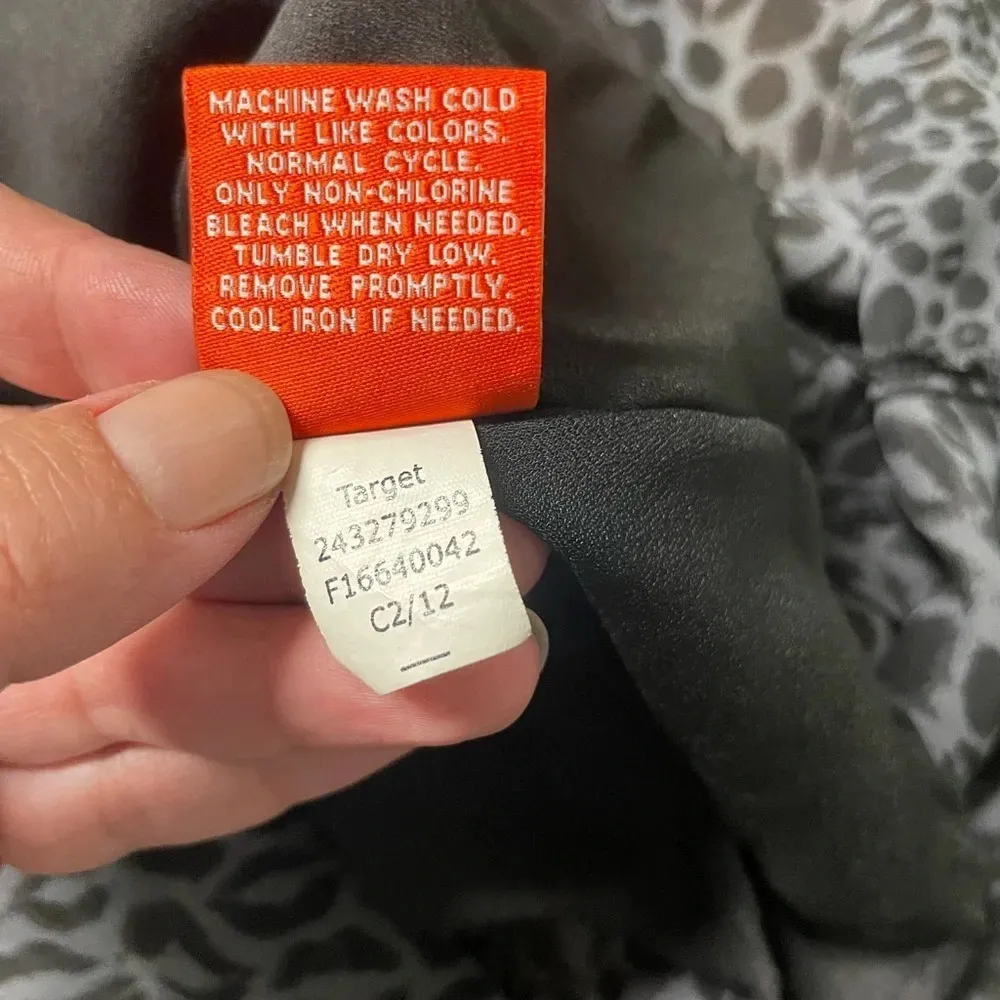 MACHINE WASH COLD
WITH LIKE COLORS.
NORMAL CYCLE.
ONLY NON-CHLORINE
BLEACH WHEN NEEDED.
TUMBLE DRY LOW.
REMOVE PROMPTLY.
COOL IRON IF NEEDED.
Target
243279299
F16640042
C2/12